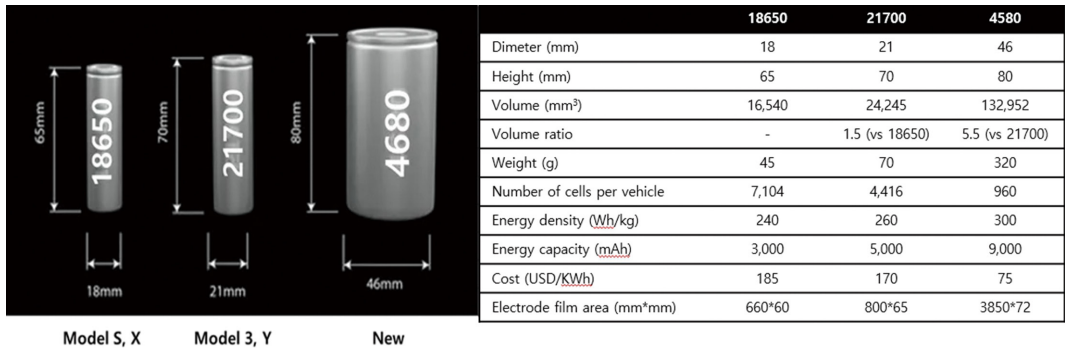 65mm
18650
18mm
Model S, X
70mm
21700
21mm
Model 3, Y
80mm
4680
46mm
New
18650 21700 4580
Dimeter (mm) 18 21 46
Height (mm) 65 70 80
Volume (mm³) 16,540 24,245 132,952
Volume ratio - 1.5 (vs 18650) 5.5 (vs 21700)
Weight (g) 45 70 320
Number of cells per vehicle 7,104 4,416 960
Energy density (Wh/kg) 240 260 300
Energy capacity (mAh) 3,000 5,000 9,000
Cost (USD/KWh) 185 170 75
Electrode film area (mm*mm) 660*60 800*65 3850*72